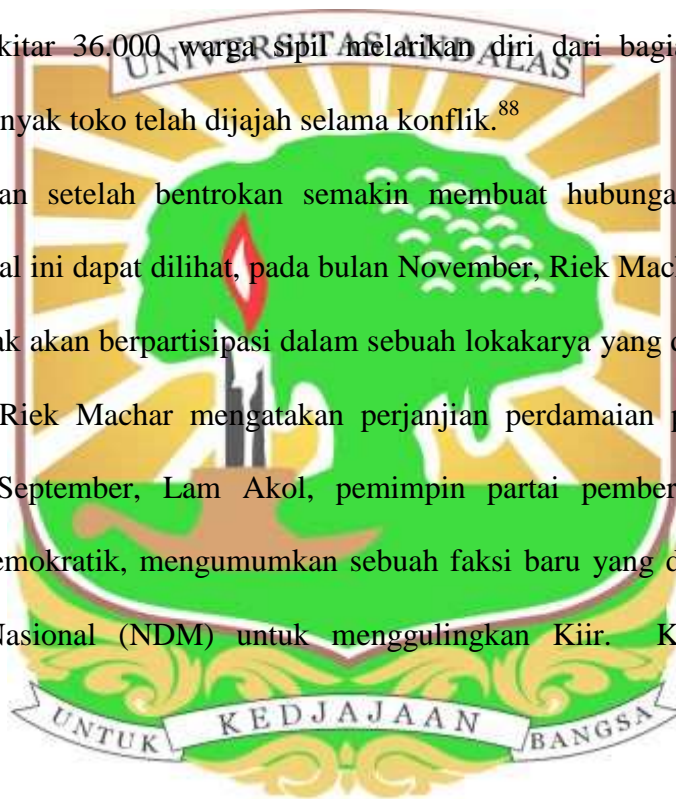 kitar 36.000 warga sipil melarikan diri dari bagi
UNIVERSITAS ANDALAS
nyak toko telah dijajah selama konflik.88
an setelah bentrokan semakin membuat hubunga
al ini dapat dilihat, pada bulan November, Riek Mach
ak akan berpartisipasi dalam sebuah lokakarya yang d
Riek Machar mengatakan perjanjian perdamaian p
September, Lam Akol, pemimpin partai pember
emokratik, mengumumkan sebuah faksi baru yang d
Nasional (NDM) untuk menggulingkan Kiir. K
UNTUK KEDJAJAAN BANGSA